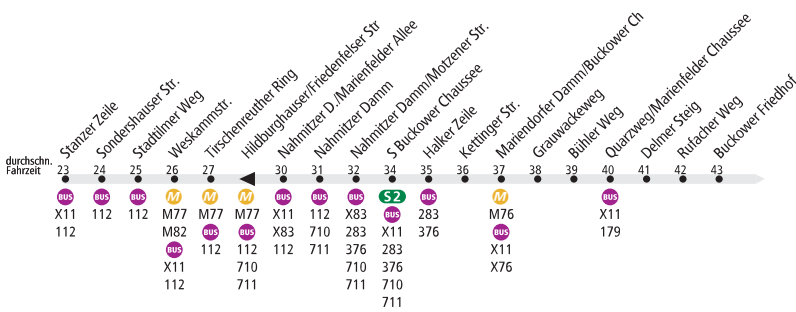 Stanzer Zeile
Sondershauser Str.
Stadtilmer Weg
Weskammstr.
Tirschenreuther Ring
Hildburghauser/Friedenfelser Str
Nahmitzer D./Marienfelder Allee
Nahmitzer Damm
Nahmitzer Damm/Motzener Str.
S Buckower Chaussee
Halker Zeile
Kettinger Str.
Mariendorfer Damm/Buckower Ch
Grauwackeweg
Bühler Weg
Quarzweg/Marienfelder Chaussee
Delmer Steig
Rufacher Weg
Buckower Friedhof
durchschn.
Fahrzeit
23 24 25 26 27 30 31 32 34 35 36 37 38 39 40 41 42 43
BUS BUS BUS M M M BUS BUS BUS S2 BUS M BUS
X11 112 112 M77 M77 M77 X11 112 X83 BUS 283 M76 X11
112 M82 BUS BUS X83 710 283 X11 376 BUS 179
BUS 112 112 112 711 376 283 X11
X11 710 710 376 X76
112 711 711 710
711